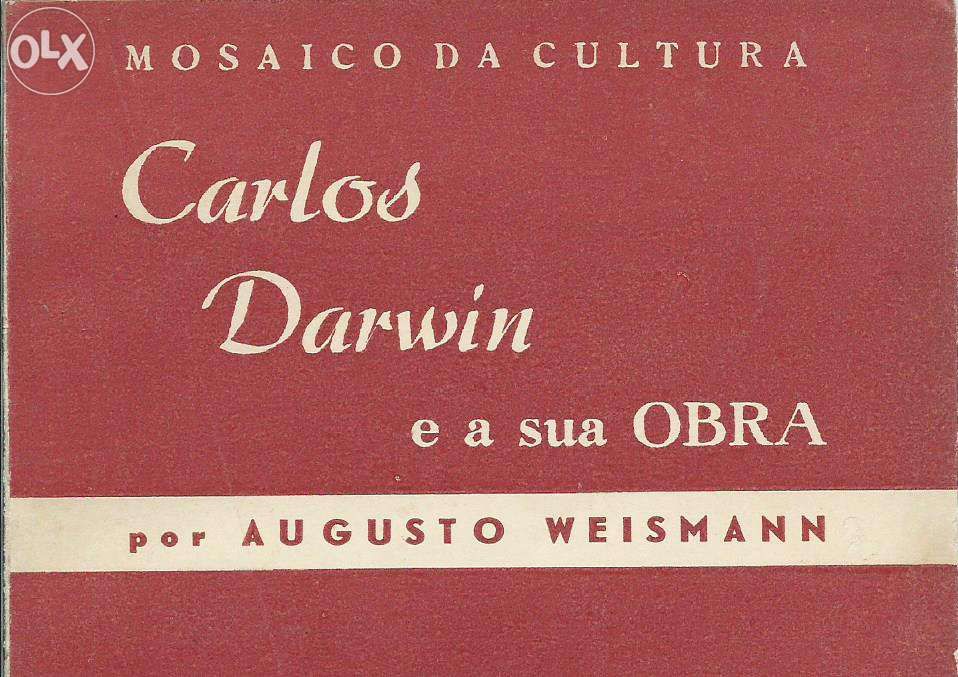 OLX
MOSAICO DA CULTURA
Carlos
Darwin
e a sua OBRA
por AUGUSTO WEISMANN